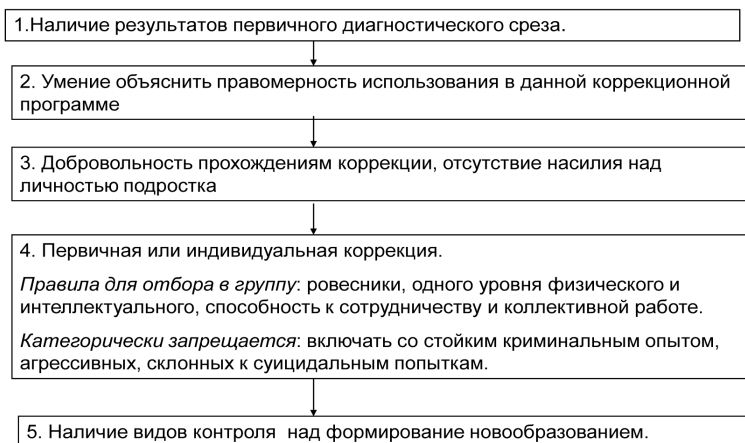 1.Наличие результатов первичного диагностического среза.
2. Умение объяснить правомерность использования в данной коррекционной
программе
3. Добровольность прохождениям коррекции, отсутствие насилия над
личностью подростка
4. Первичная или индивидуальная коррекция.
Правила для отбора в группу: ровесники, одного уровня физического и
интеллектуального, способность к сотрудничеству и коллективной работе.
Категорически запрещается: включать со стойким криминальным опытом,
агрессивных, склонных к суицидальным попыткам.
5. Наличие видов контроля  над формирование новообразованием.